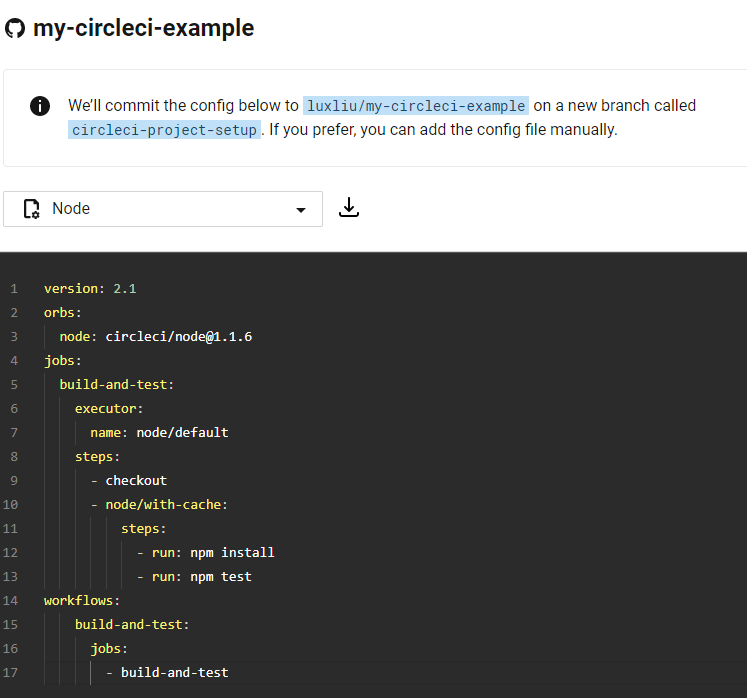 my-circleci-example
We'll commit the config below to luxliu/my-circleci-example on a new branch called
circleci-project-setup. If you prefer, you can add the config file manually.
Node
1 version: 2.1
2 orbs:
3   node: circleci/node@1.1.6
4 jobs:
5   build-and-test:
6     executor:
7       name: node/default
8     steps:
9       - checkout
10       - node/with-cache:
11           steps:
12             - run: npm install
13             - run: npm test
14 workflows:
15     build-and-test:
16       jobs:
17         - build-and-test